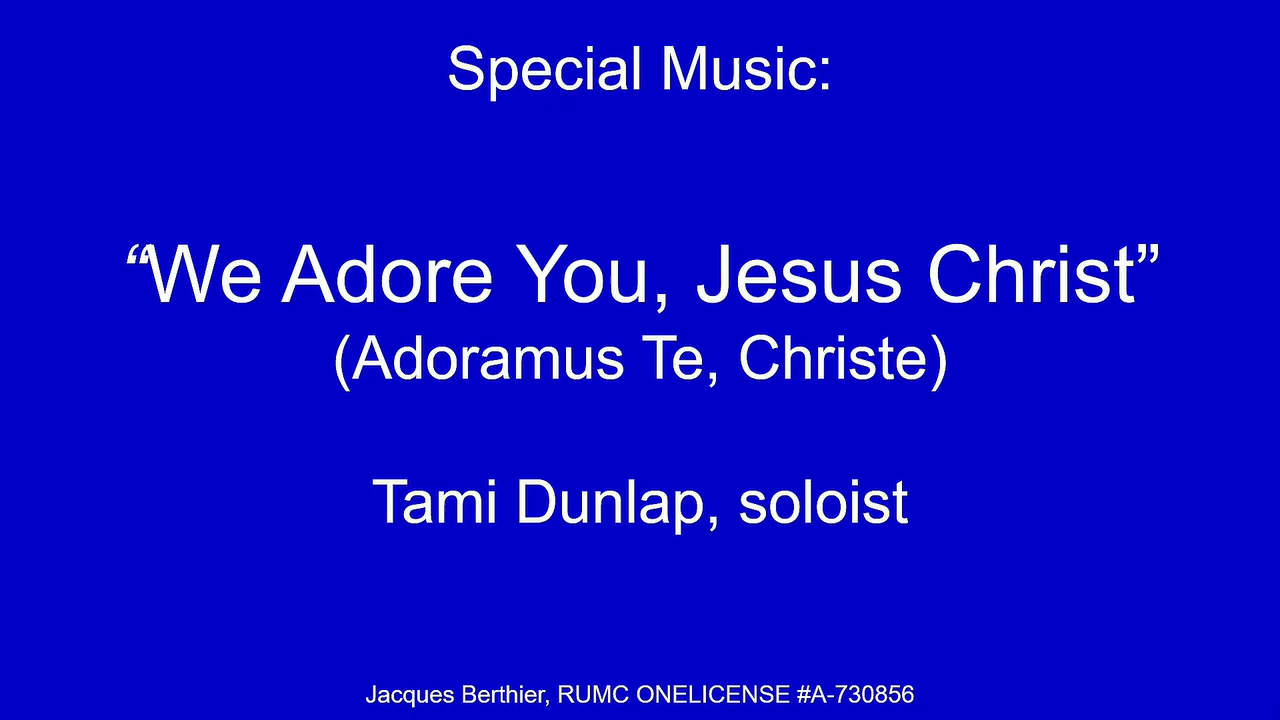 Special Music:
“We Adore You, Jesus Christ”
(Adoramus Te, Christe)
Tami Dunlap, soloist
Jacques Berthier, RUMC ONELICENSE #A-730856